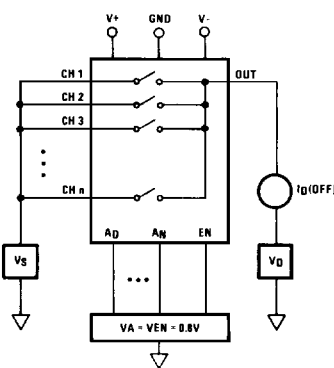 V+ GND V-
CH 1 OUT
CH 2
CH 3
CH n
ID(OFF)
A0 AN EN
VS VD
VA = VEN = 0.8V